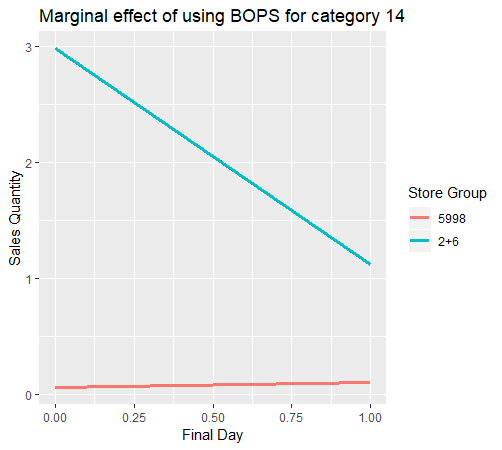 Marginal effect of using BOPS for category 14
3
2
1
0
Sales Quantity
0.00 0.25 0.50 0.75 1.00
Final Day
Store Group
5998
2+6